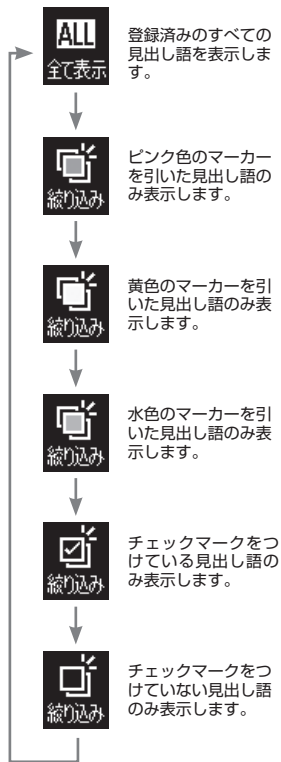 ALL
全て表示
登録済みのすべての
見出し語を表示しま
す。
絞り込み
ピンク色のマーカー
を引いた見出し語の
み表示します。
絞り込み
黄色のマーカーを引
いた見出し語のみ表
示します。
絞り込み
水色のマーカーを引
いた見出し語のみ表
示します。
絞り込み
チェックマークをつ
けている見出し語の
み表示します。
絞り込み
チェックマークをつ
けていない見出し語
のみ表示します。